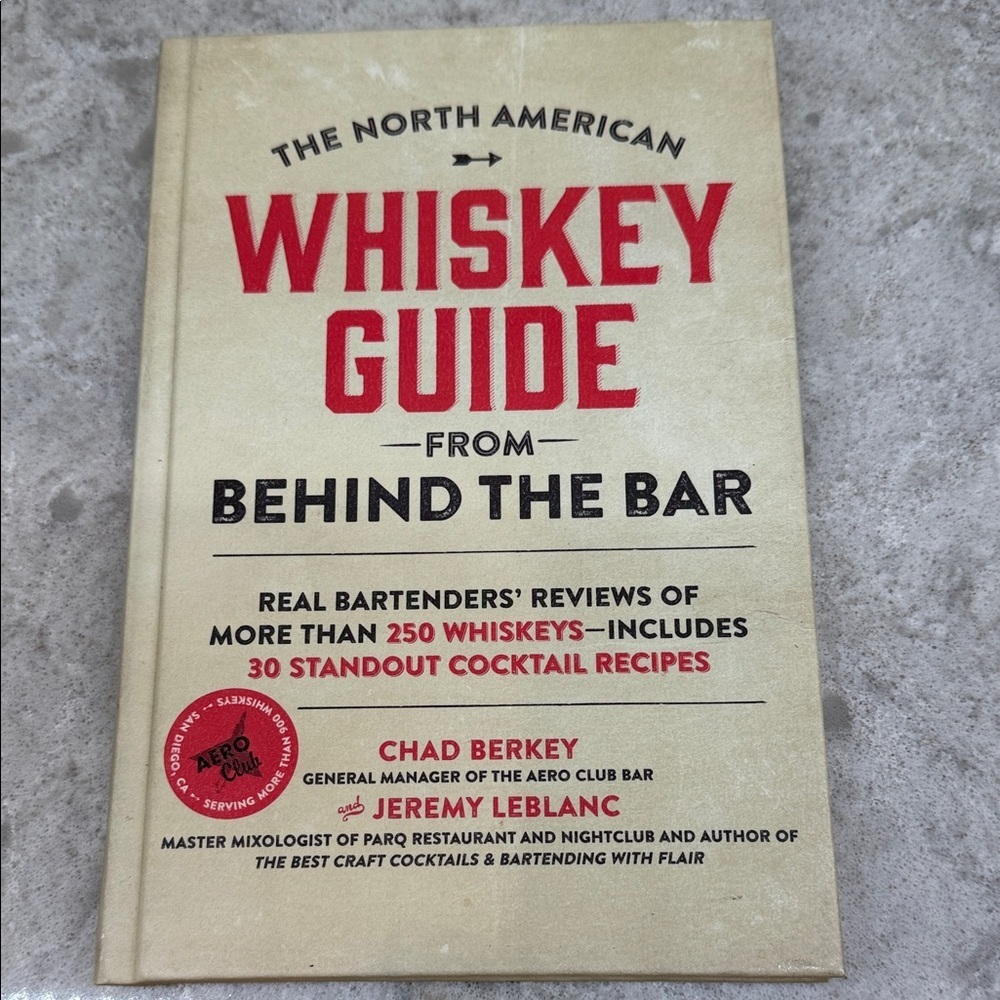 THE NORTH AMERICAN
WHISKEY
GUIDE
FROM
BEHIND THE BAR
REAL BARTENDERS' REVIEWS OF
MORE THAN 250 WHISKEYS—INCLUDES
30 STANDOUT COCKTAIL RECIPES
SAN DIEGO, CA -- SERVING MORE THAN 900 WHISKEYS --
AERO
Club
CHAD BERKEY
GENERAL MANAGER OF THE AERO CLUB BAR
and JEREMY LEBLANC
MASTER MIXOLOGIST OF PARQ RESTAURANT AND NIGHTCLUB AND AUTHOR OF
THE BEST CRAFT COCKTAILS & BARTENDING WITH FLAIR